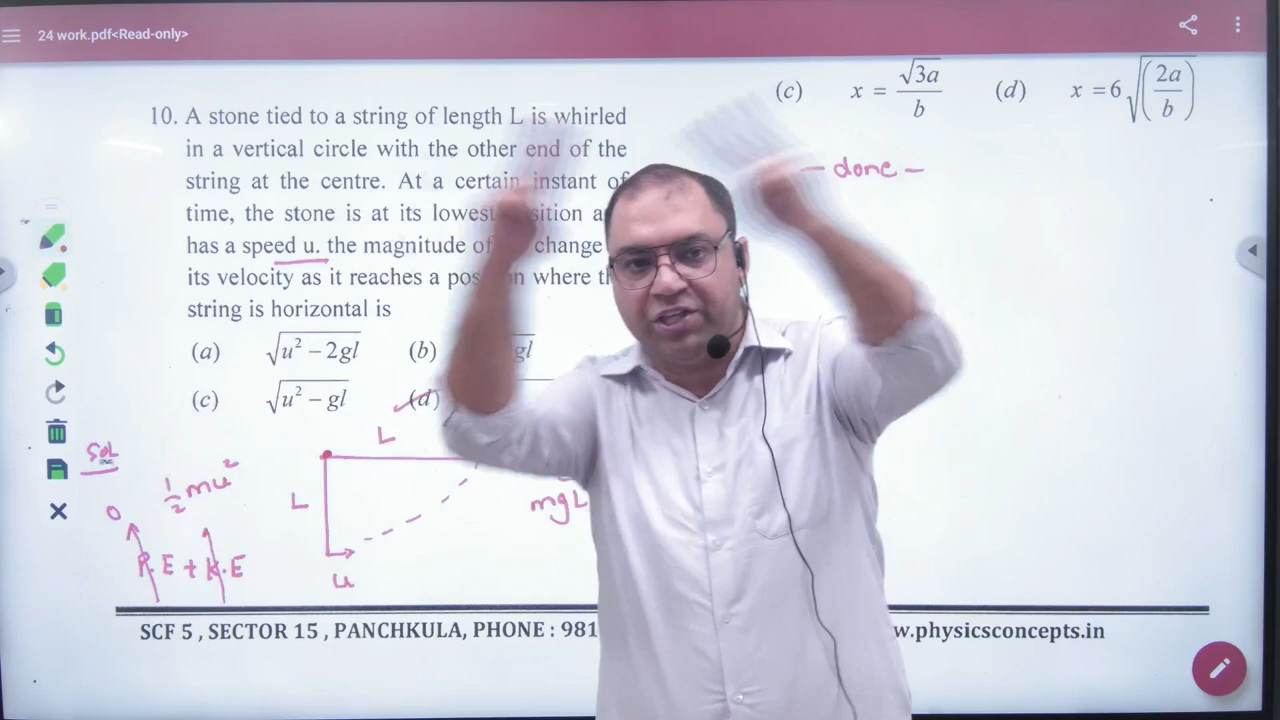 24 work.pdf<Read-only>
(c) x = √3a / b (d) x = 6 √(2a / b)
– done –
10. A stone tied to a string of length L is whirled
in a vertical circle with the other end of the
string at the centre. At a certain instant of
time, the stone is at its lowest
has a speed u. the magnitude of change
its velocity as it reaches a where
string is horizontal is
(a) √u² – 2gl (b) gl
(c) √u² – gl (d)
Sol
L
½mu²
L
0
mgL
P.E + K.E
u
SCF 5 , SECTOR 15 , PANCHKULA, PHONE : 981
w.physicsconcepts.in